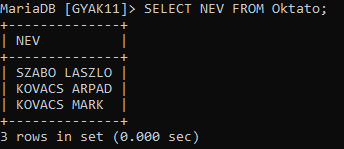 MariaDB [GYAK11]> SELECT NEV FROM Oktato;
+--------------+
| NEV          |
+--------------+
| SZABO LASZLO |
| KOVACS ARPAD |
| KOVACS MARK  |
+--------------+
3 rows in set (0.000 sec)